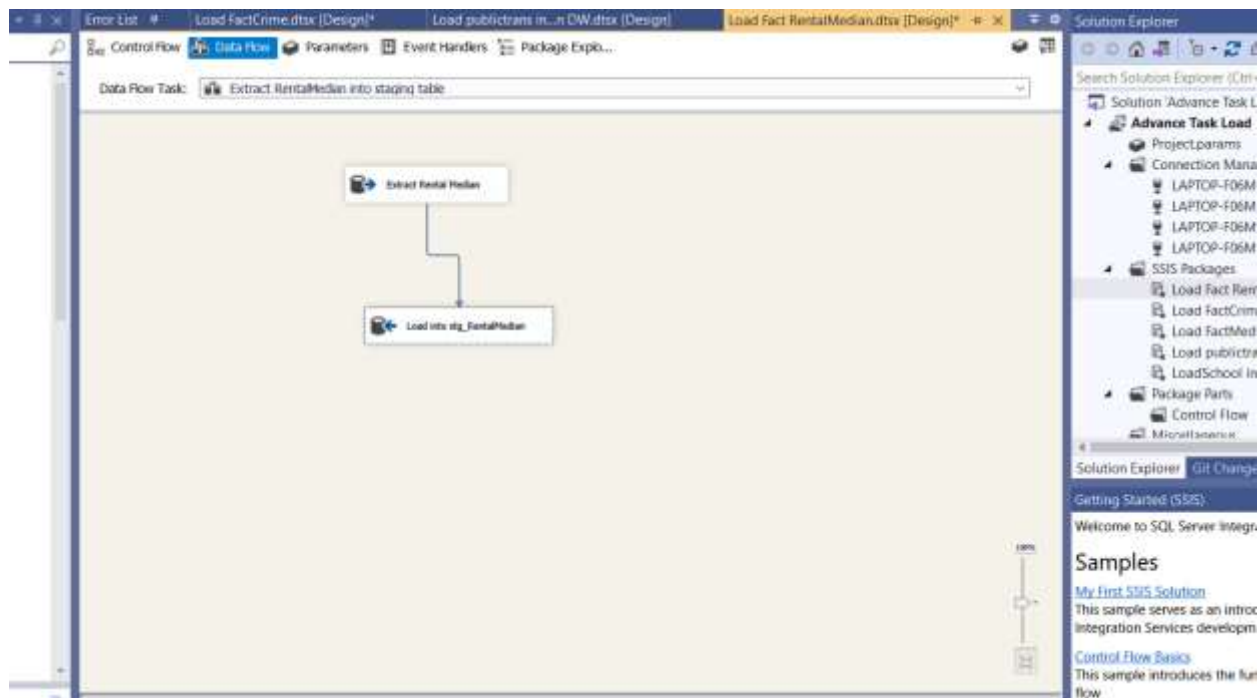 Error List
Load FactCrime.dtsx [Design]*
Load publictrans in...n DW.dtsx [Design]
Load Fact RentalMedian.dtsx [Design]*
Control Flow
Data Flow
Parameters
Event Handlers
Package Explo...
Data Flow Task:
Extract RentalMedian into staging table
Extract Rental Median
Load into stg_RentalMedian
100%
Solution Explorer
Search Solution Explorer (Ctrl+
Solution 'Advance Task L
Advance Task Load
Project.params
Connection Mana
LAPTOP-F06M
LAPTOP-F06M
LAPTOP-F06M
LAPTOP-F06M
SSIS Packages
Load Fact Ren
Load FactCrim
Load FactMed
Load publictra
LoadSchool in
Package Parts
Control Flow
Miscellaneous
Solution Explorer
Git Change
Getting Started (SSIS)
Welcome to SQL Server Integra
Samples
My First SSIS Solution
This sample serves as an introd
Integration Services developm
Control Flow Basics
This sample introduces the fun
flow